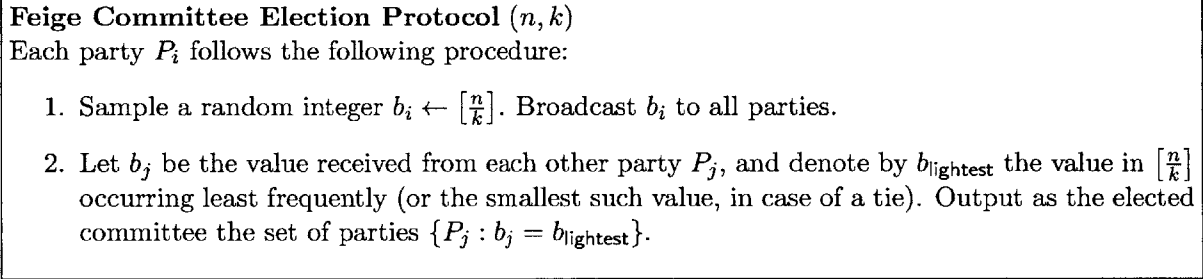 Feige Committee Election Protocol (n, k)
Each party P_i follows the following procedure:
1. Sample a random integer b_i ← [n/k]. Broadcast b_i to all parties.
2. Let b_j be the value received from each other party P_j, and denote by b_lightest the value in [n/k]
occurring least frequently (or the smallest such value, in case of a tie). Output as the elected
committee the set of parties {P_j : b_j = b_lightest}.